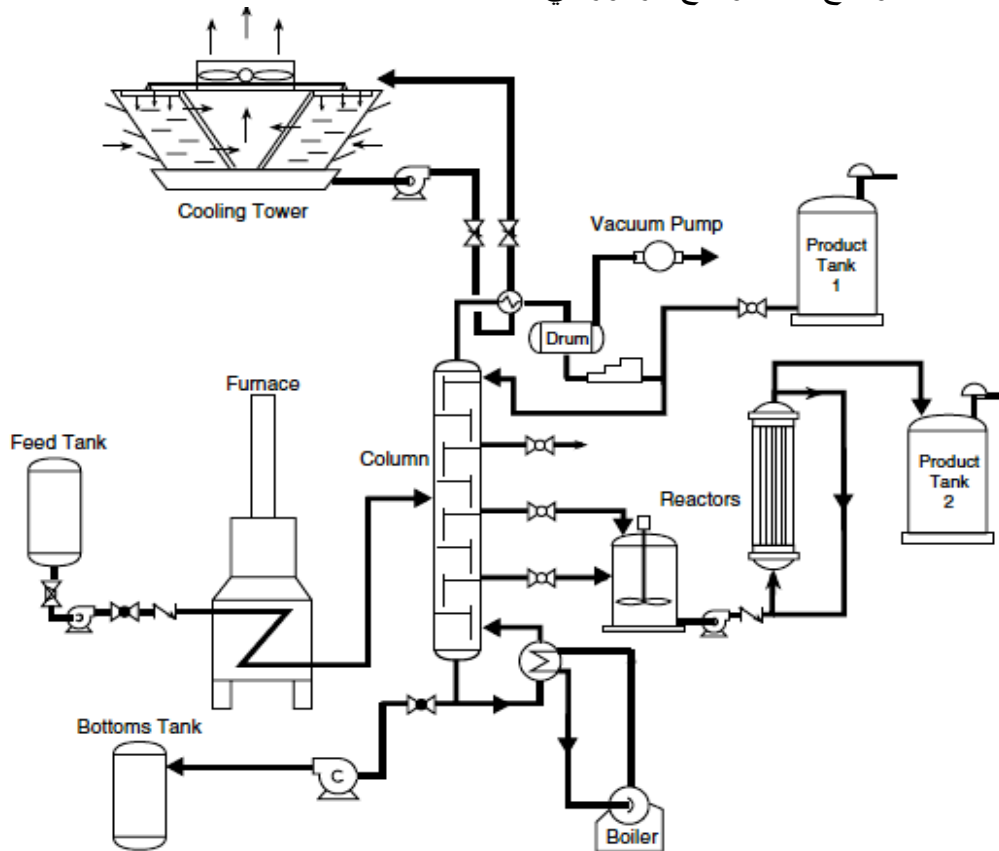 Cooling Tower
Vacuum Pump
Product
Tank
1
Drum
Furnace
Feed Tank
Column
Reactors
Product
Tank
2
Bottoms Tank
C
Boiler